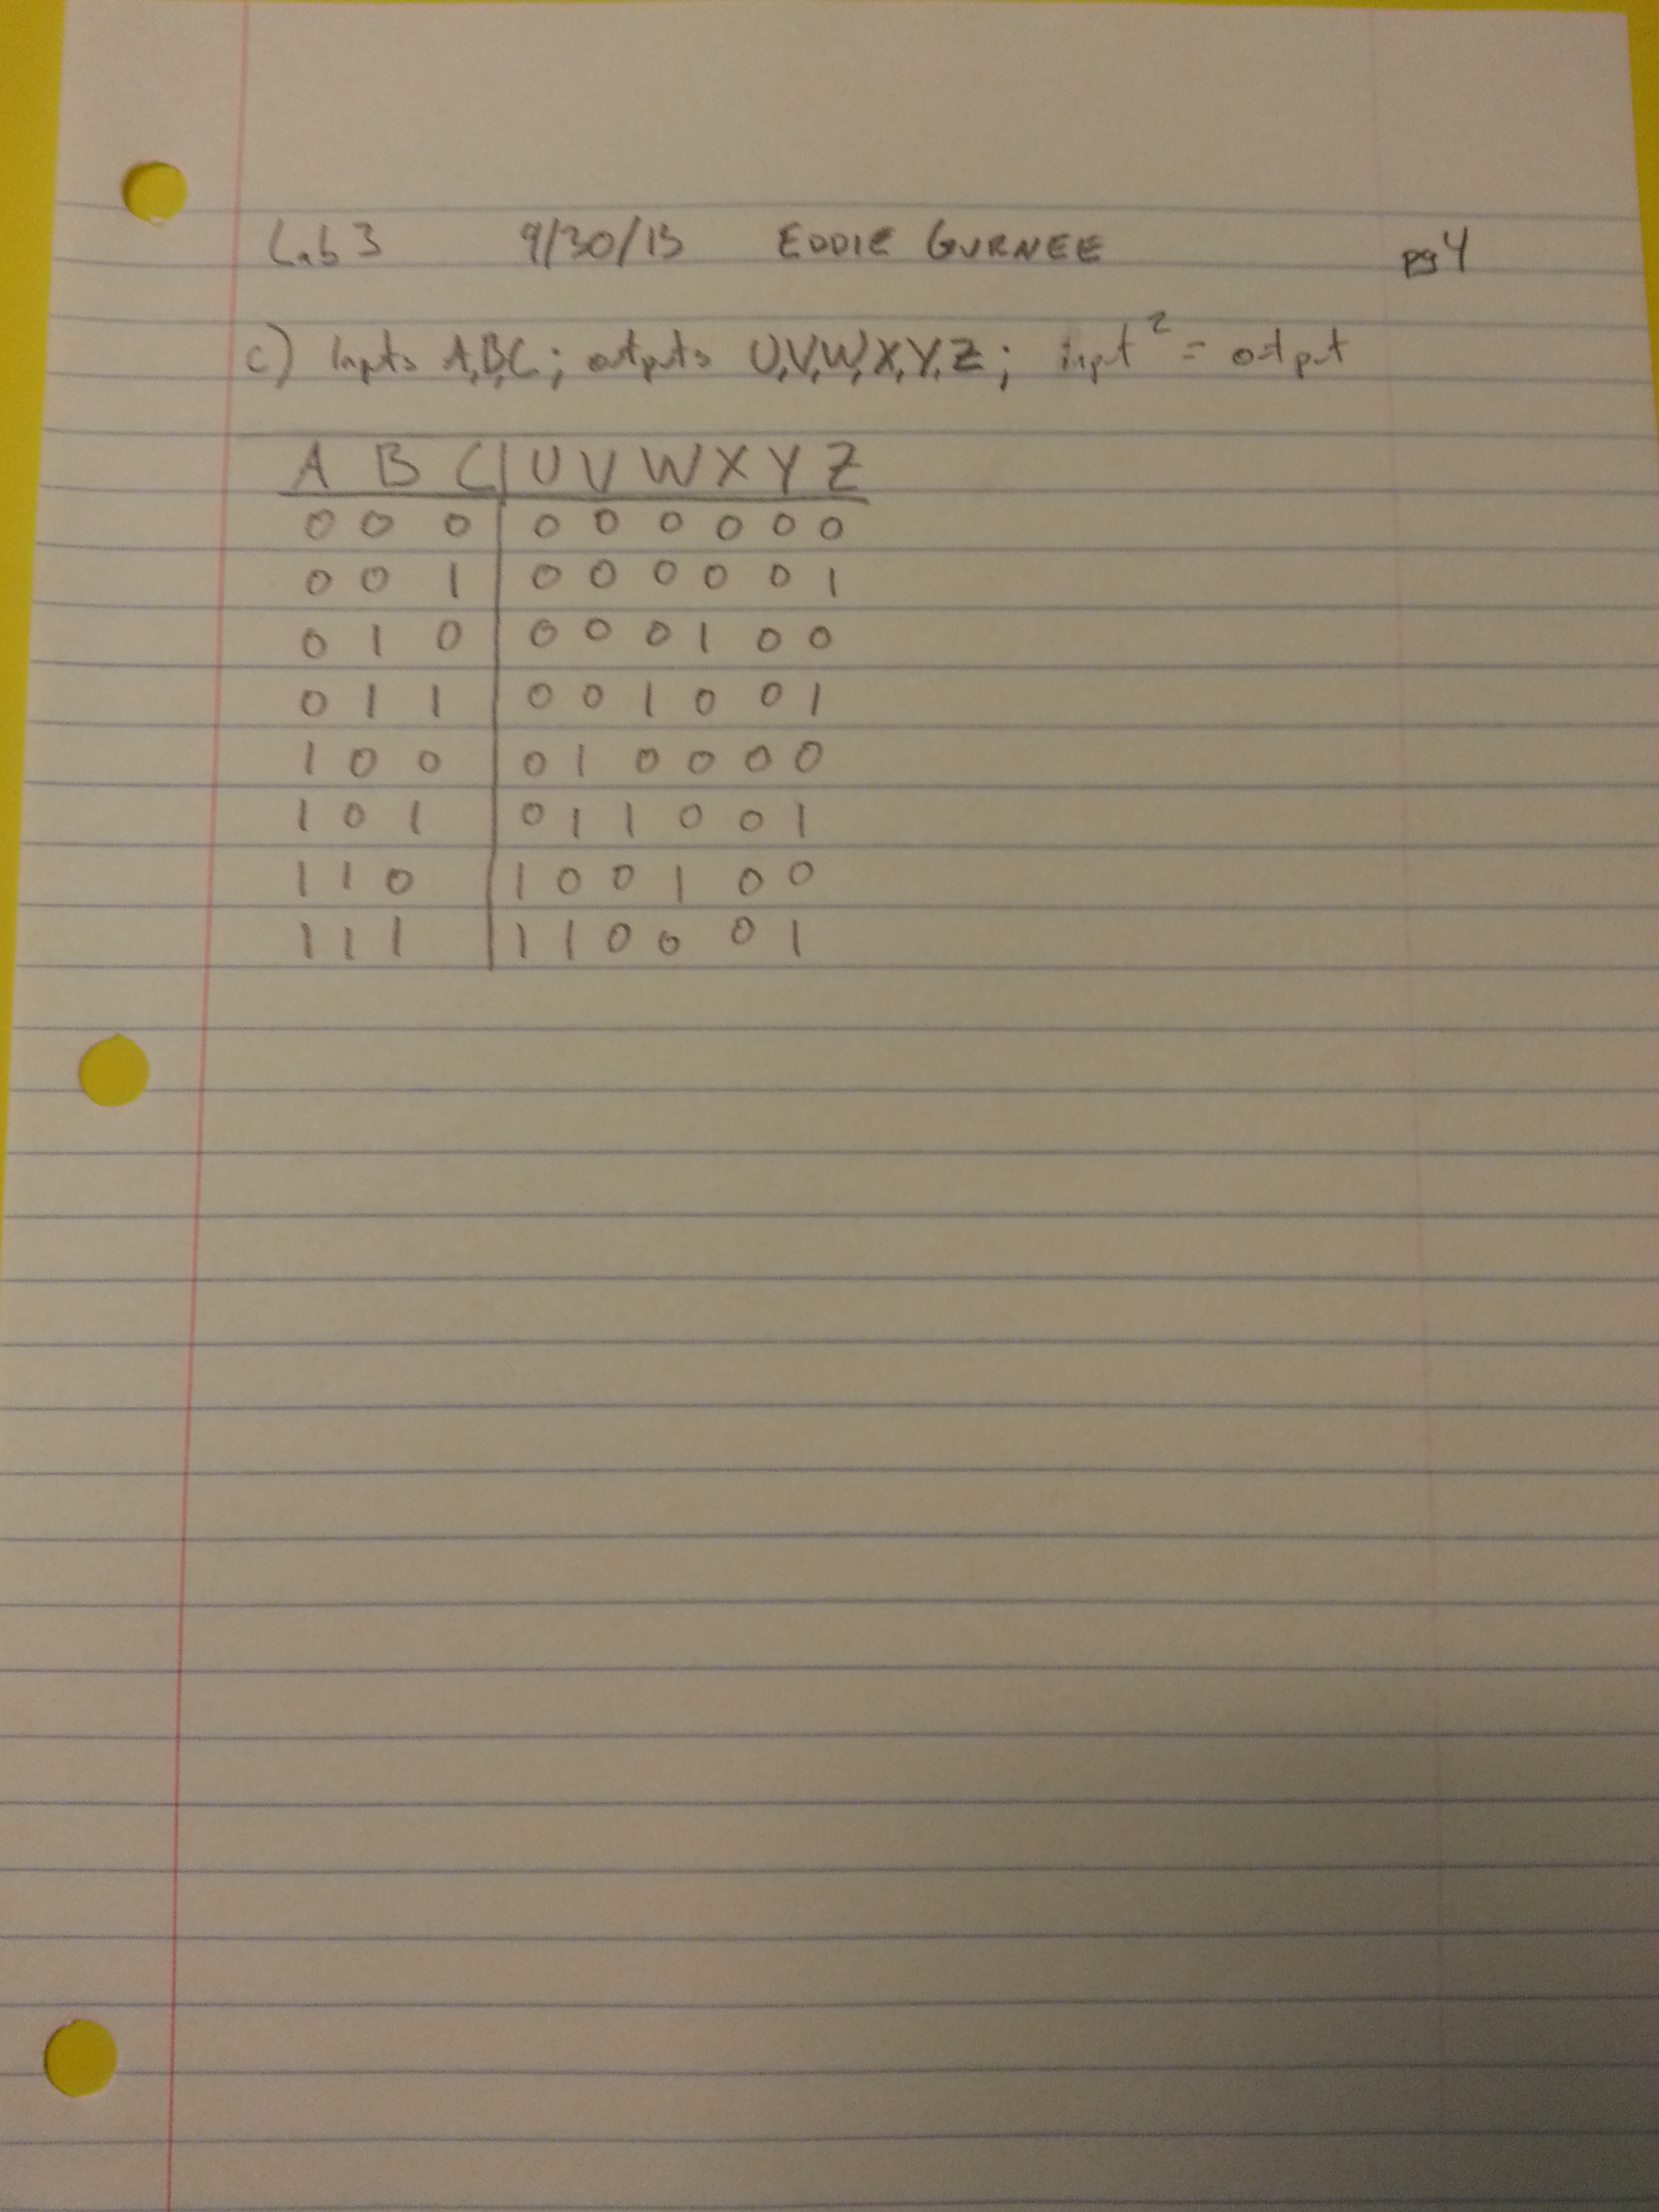 Lab 3 9/30/13 EDDIE GURNEE pg 4
c) Inputs A,B,C; outputs U,V,W,X,Y,Z; input² = output
A B C | U V W X Y Z
0 0 0 | 0 0 0 0 0 0
0 0 1 | 0 0 0 0 0 1
0 1 0 | 0 0 0 1 0 0
0 1 1 | 0 0 1 0 0 1
1 0 0 | 0 1 0 0 0 0
1 0 1 | 0 1 1 0 0 1
1 1 0 | 1 0 0 1 0 0
1 1 1 | 1 1 0 0 0 1